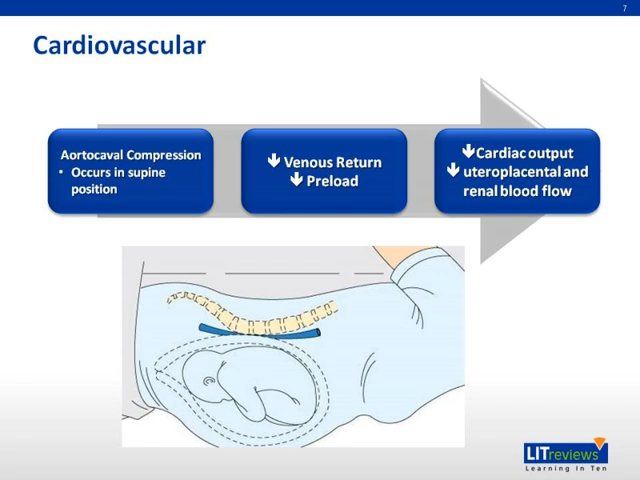 7
Cardiovascular
Aortocaval Compression
• Occurs in supine
position
🡇 Venous Return
🡇 Preload
🡇Cardiac output
🡇 uteroplacental and
renal blood flow
LITreviews
Learning In Ten